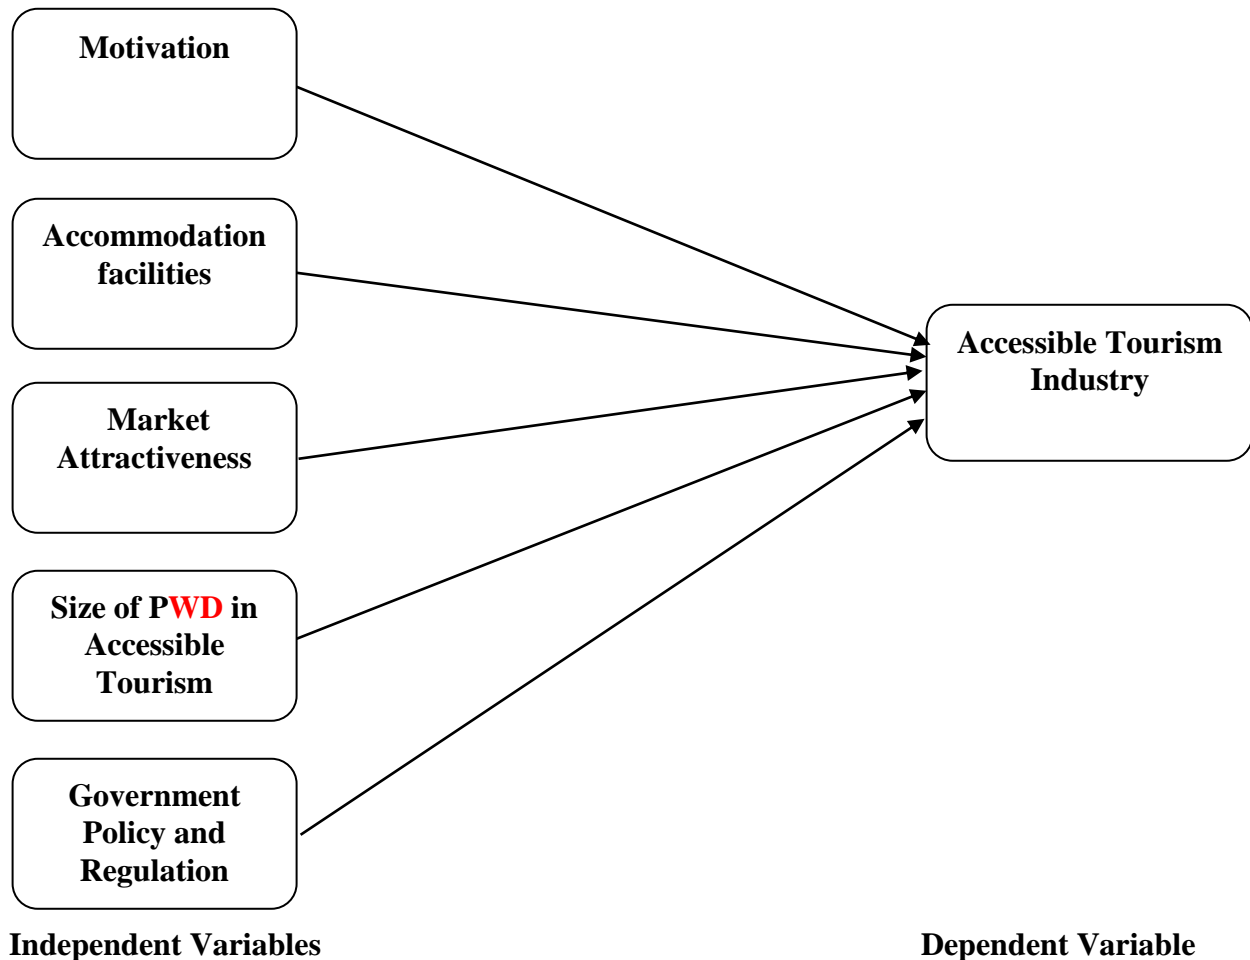 Motivation
Accommodation
facilities
Market
Attractiveness
Size of PWD in
Accessible
Tourism
Government
Policy and
Regulation
Accessible Tourism
Industry
Independent Variables
Dependent Variable